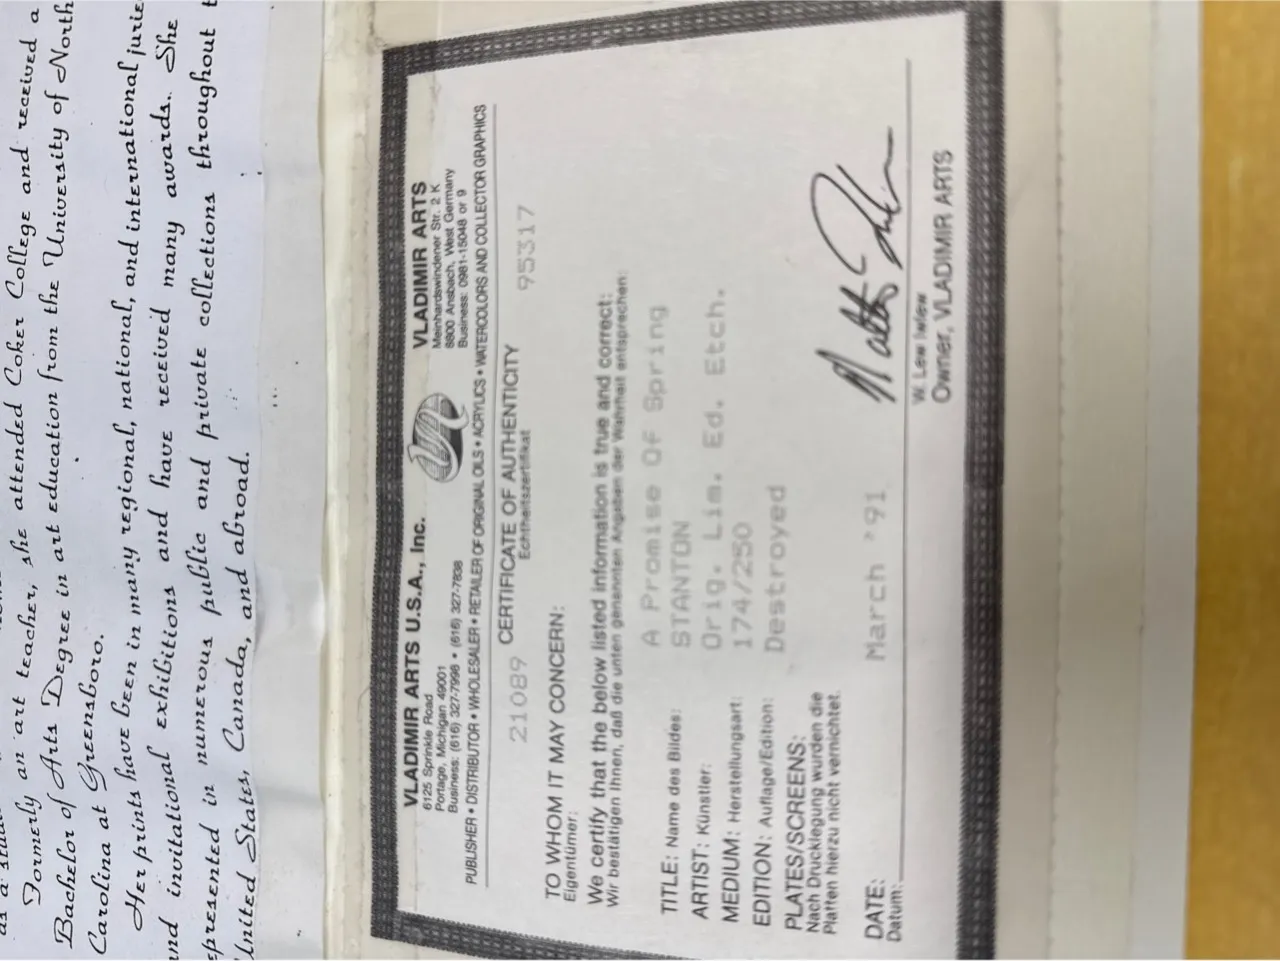 as a
Formerly an art teacher, she attended Coker College and received a
Bachelor of Arts Degree in art education from the University of North
Carolina at Greensboro.
Her prints have been in many regional, national, and international
and invitational exhibitions and have received many awards. She
represented in numerous public and private collections throughout
United States, Canada, and abroad.
VLADIMIR ARTS U.S.A., Inc.
6125 Sprinkle Road
Portage, Michigan 49001
Business: (616) 327-7998 • (616) 327-7838
VLADIMIR ARTS
Meinhardswindener Str. 2 K
8800 Ansbach, West Germany
Business: 0981-15048 or 9
PUBLISHER • DISTRIBUTOR • WHOLESALER • RETAILER OF ORIGINAL OILS • ACRYLICS • WATERCOLORS AND COLLECTOR GRAPHICS
21089 CERTIFICATE OF AUTHENTICITY 95317
Echtheitszertifikat
TO WHOM IT MAY CONCERN:
Eigentümer:
We certify that the below listed information is true and correct:
Wir bestätigen Ihnen, daß die unten genannten Angaben der Wahrheit entsprechen:
TITLE: Name des Bildes: A Promise Of Spring
ARTIST: Künstler: STANTON
MEDIUM: Herstellungsart: Orig. Lim. Ed. Etch.
EDITION: Auflage/Edition: 174/250
PLATES/SCREENS: Destroyed
Nach Drucklegung wurden die
Platten hierzu nicht vernichtet.
DATE: March '91
Datum:
W. Lew
Owner, VLADIMIR ARTS